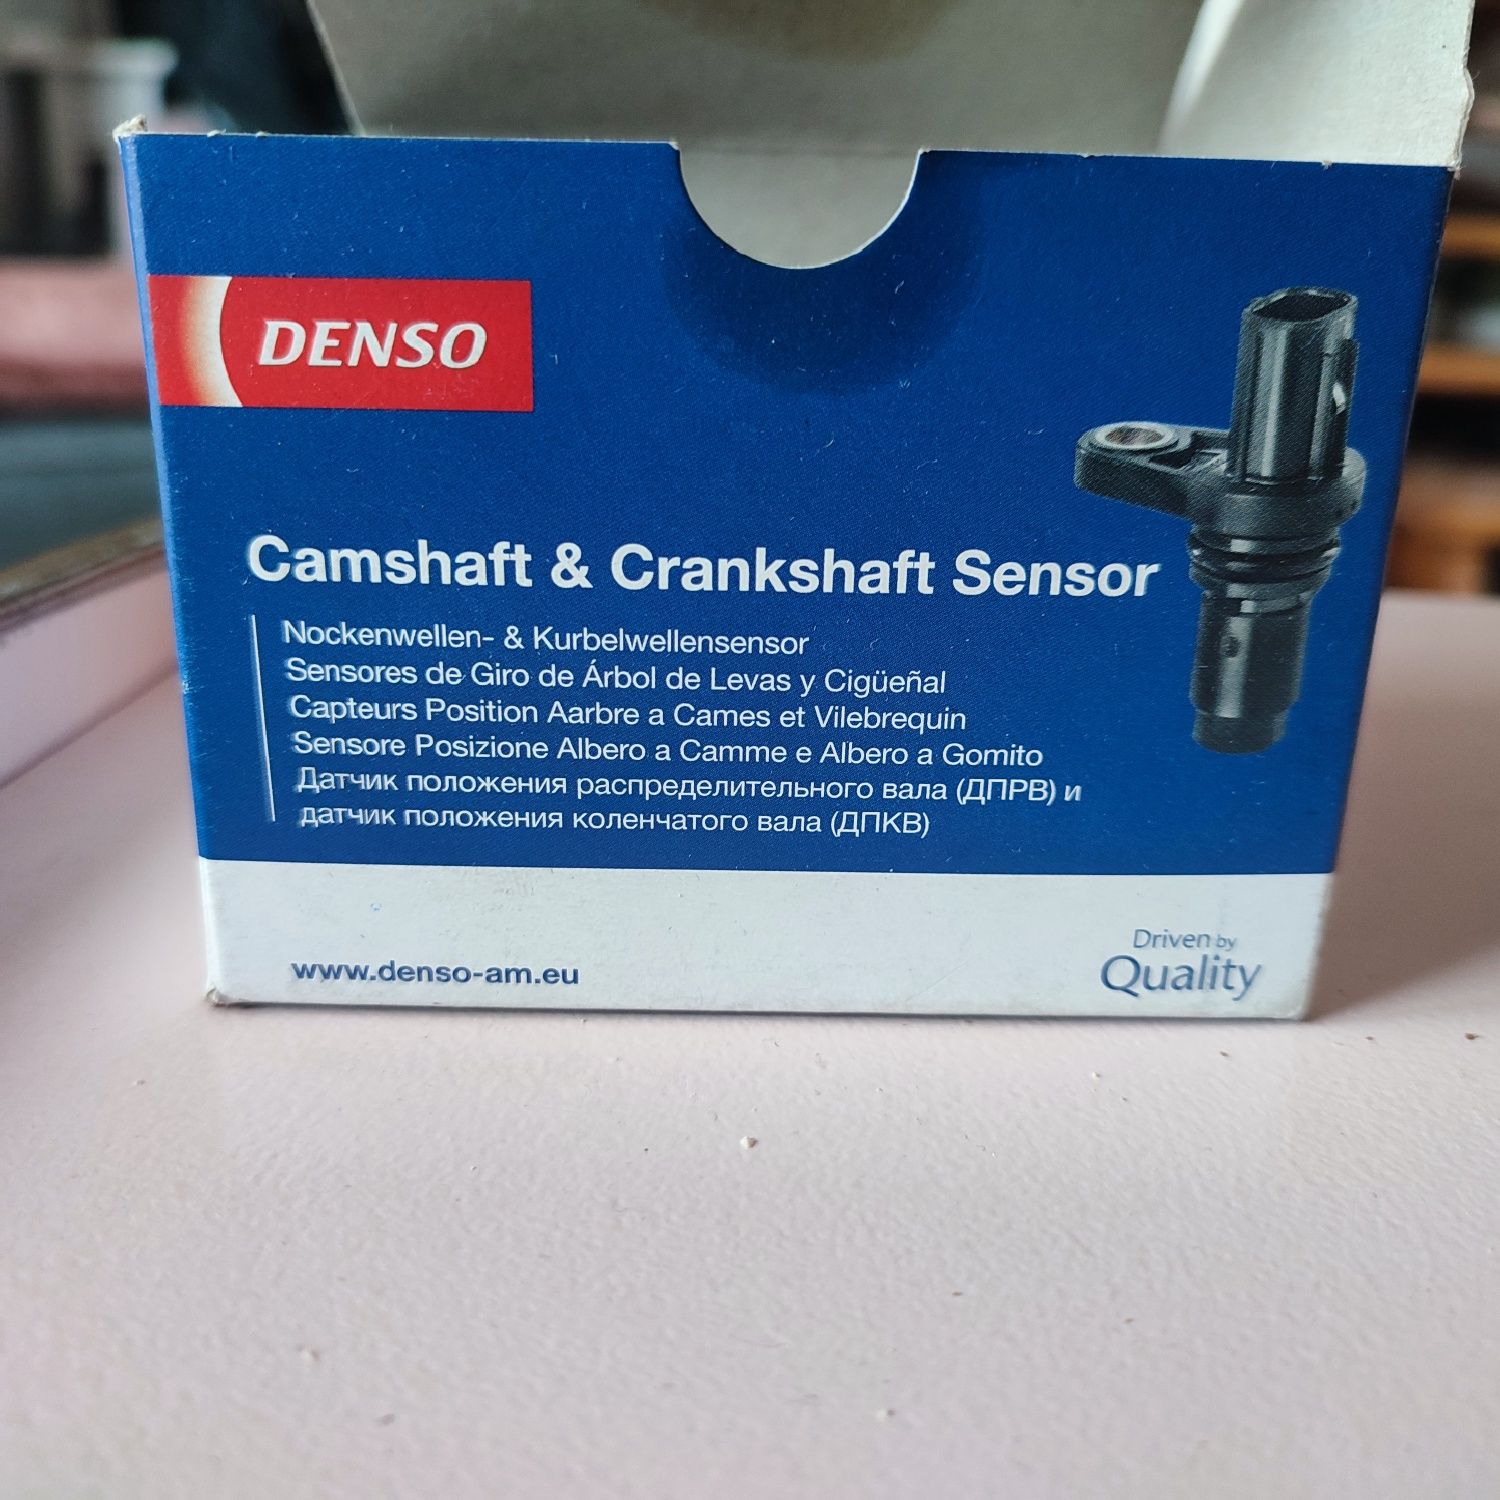 DENSO
Camshaft & Crankshaft Sensor
Nockenwellen- & Kurbelwellensensor
Sensores de Giro de Árbol de Levas y Cigüeñal
Capteurs Position Aarbre a Cames et Vilebrequin
Sensore Posizione Albero a Camme e Albero a Gomito
Датчик положения распределительного вала (ДПРВ) и
датчик положения коленчатого вала (ДПКВ)
www.denso-am.eu
Driven by
Quality